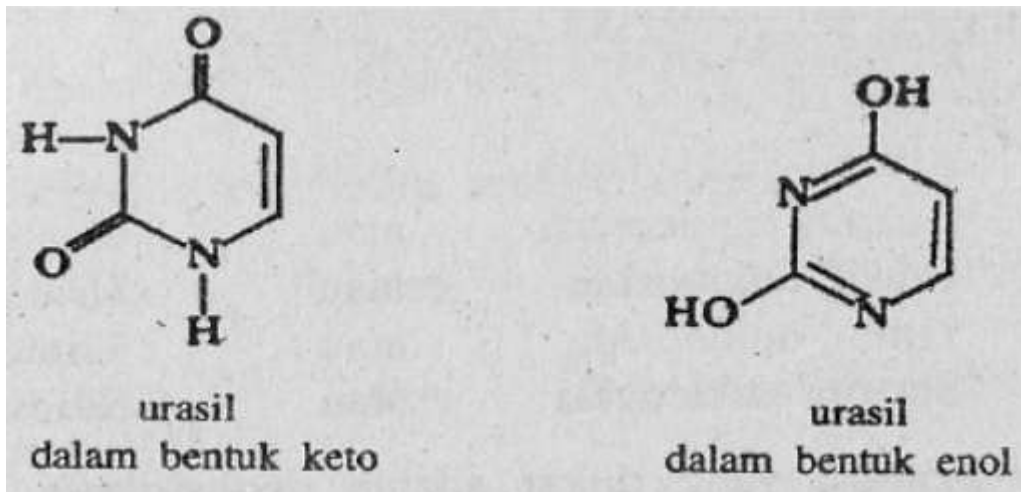 O
OH
H—N
N
O
N
HO
N
H
urasil
dalam bentuk keto
urasil
dalam bentuk enol